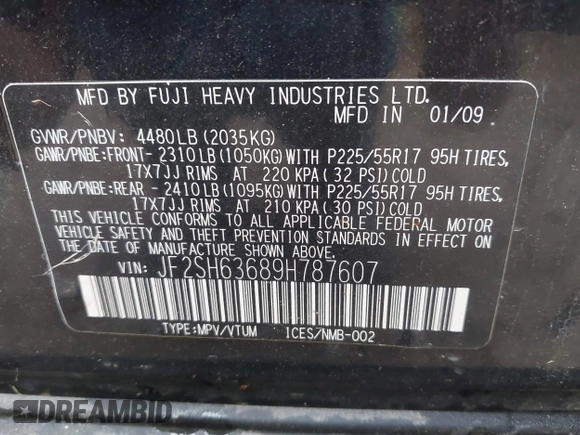 MFD BY FUJI HEAVY INDUSTRIES LTD.
MFD IN 01/09
GVWR/PNBV: 4480LB(2035KG)
GAWR/PNBE:FRONT- 2310LB(1050KG)WITH P225/55R17 95H TIRES,
17X7JJ RIMS AT 220 KPA( 32 PSI)COLD
GAWR/PNBE:REAR - 2410LB(1095KG)WITH P225/55R17 95H TIRES,
17X7JJ RIMS AT 210 KPA( 30 PSI)COLD
THIS VEHICLE CONFORMS TO ALL APPLICABLE FEDERAL MOTOR
VEHICLE SAFETY AND THEFT PREVENTION STANDARDS IN EFFECT ON
THE DATE OF MANUFACTURE SHOWN ABOVE.
VIN: JF2SH63689H787607
TYPE:MPV/VTUM ICES/NMB-002
DREAMBID